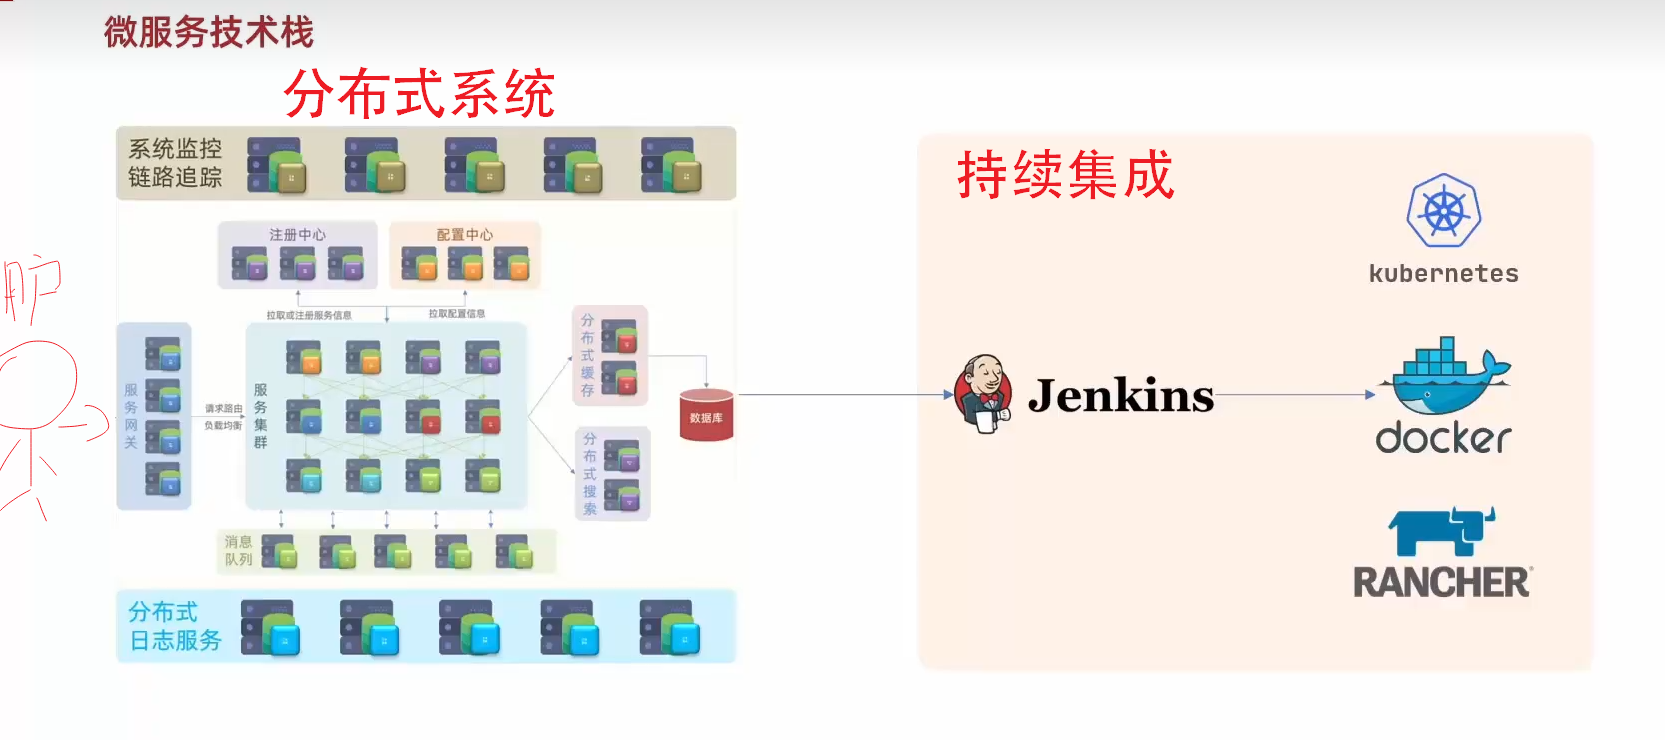 微服务技术栈
分布式系统
系统监控
链路追踪
注册中心
配置中心
拉取或注册服务信息
拉取配置信息
服务网关
请求路由
负载均衡
服务集群
分布式缓存
数据库
分布式搜索
消息
队列
分布式
日志服务
持续集成
kubernetes
Jenkins
docker
RANCHER